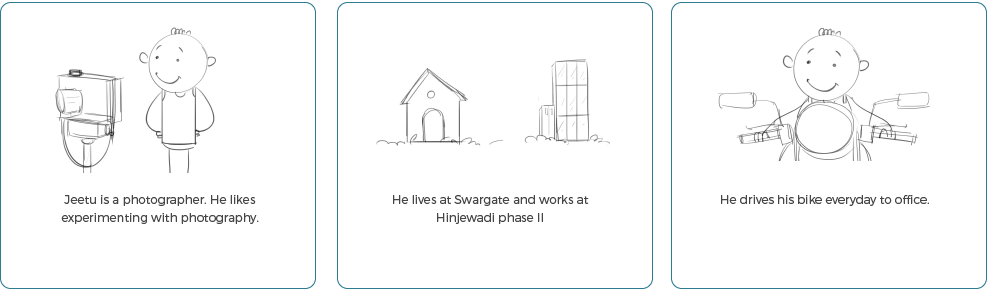 Jeetu is a photographer. He likes
experimenting with photography.
He lives at Swargate and works at
Hinjewadi phase II
He drives his bike everyday to office.